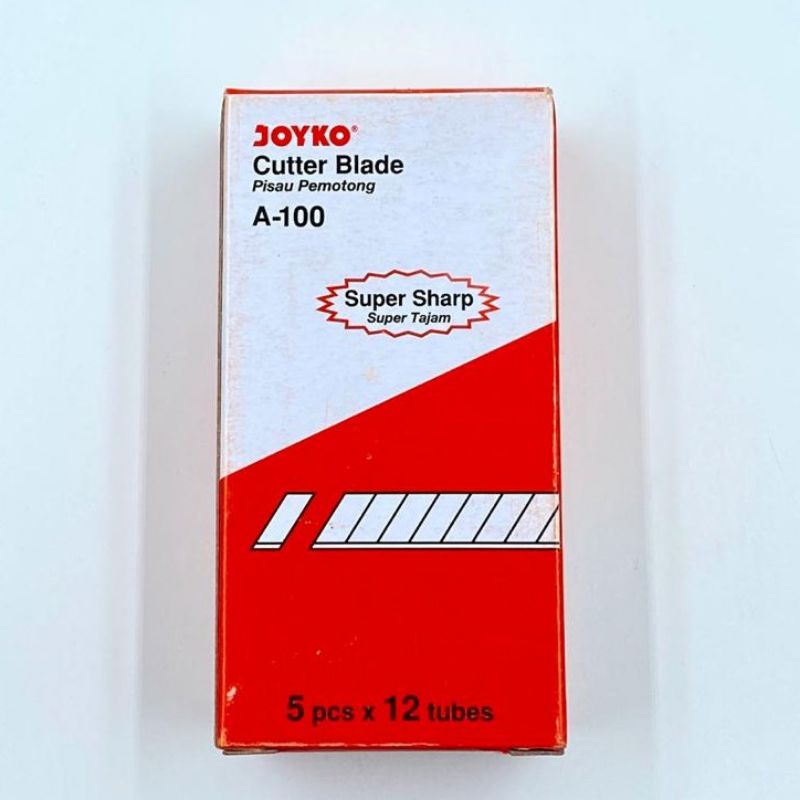 JOYKO®
Cutter Blade
Pisau Pemotong
A-100
Super Sharp
Super Tajam
5 pcs x 12 tubes